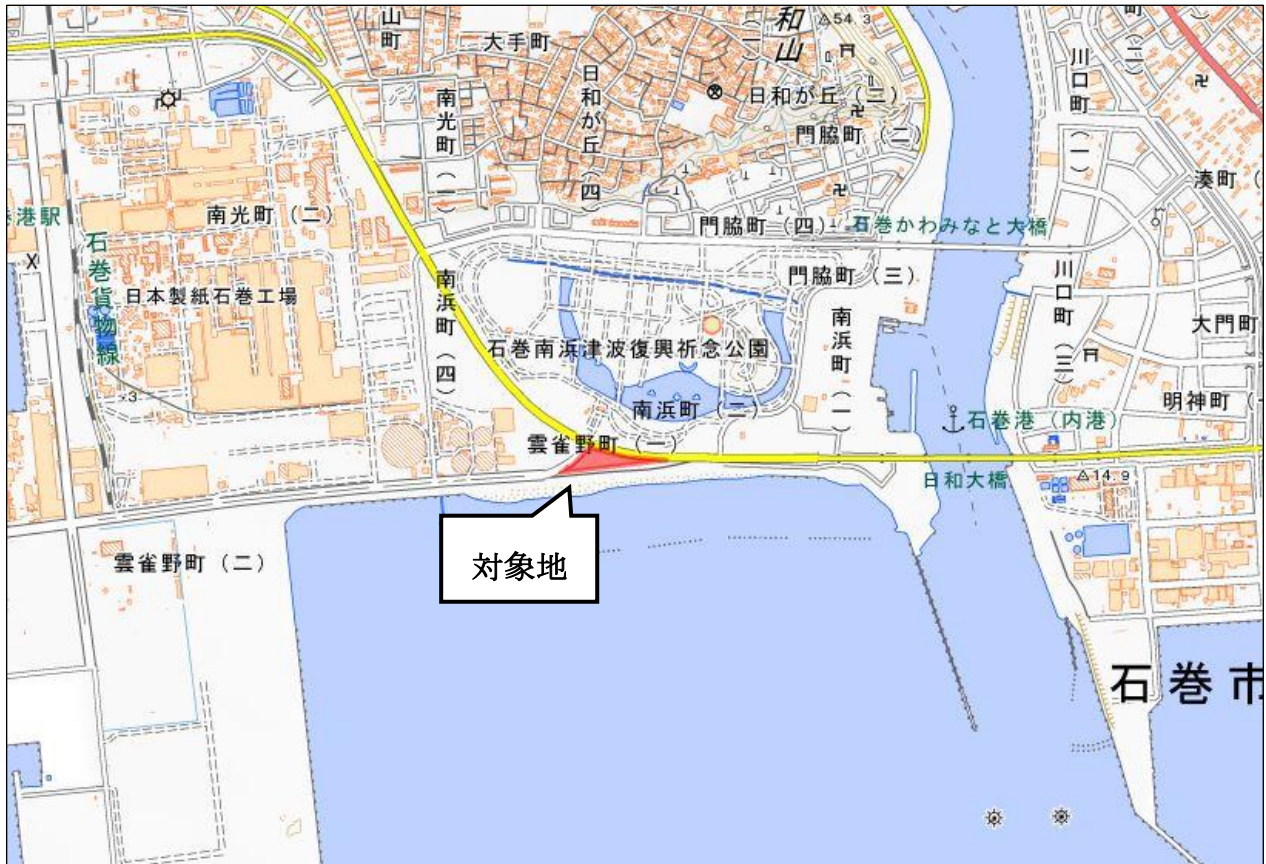 山町
大手町
和山
54.3
町
(二)
川口町(一)
南光町(一)
日和が丘(四)
(一)
日和が丘(二)
門脇町(二)
湊町(
巻港駅
南光町(二)
石巻貨物線
門脇町(四)
石巻かわみなと大橋
日本製紙石巻工場
南浜町(四)
門脇町(三)
南浜町(一)
川口町(三)
大門町
石巻南浜津波復興祈念公園
3
南浜町(二)
石巻港(内港)
明神町(
雲雀野町(一)
日和大橋
14.9
対象地
雲雀野町(二)
石巻市